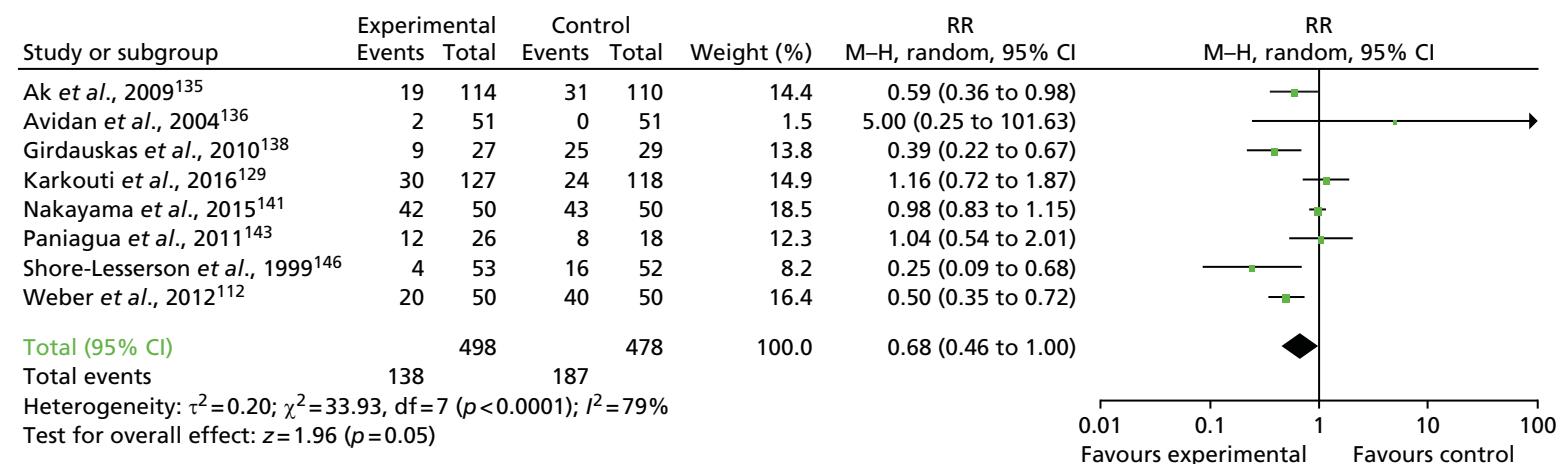 Experimental Control RR RR
Study or subgroup Events Total Events Total Weight (%) M–H, random, 95% CI M–H, random, 95% CI
Ak et al., 2009135 19 114 31 110 14.4 0.59 (0.36 to 0.98)
Avidan et al., 2004136 2 51 0 51 1.5 5.00 (0.25 to 101.63)
Girdauskas et al., 2010138 9 27 25 29 13.8 0.39 (0.22 to 0.67)
Karkouti et al., 2016129 30 127 24 118 14.9 1.16 (0.72 to 1.87)
Nakayama et al., 2015141 42 50 43 50 18.5 0.98 (0.83 to 1.15)
Paniagua et al., 2011143 12 26 8 18 12.3 1.04 (0.54 to 2.01)
Shore-Lesserson et al., 1999146 4 53 16 52 8.2 0.25 (0.09 to 0.68)
Weber et al., 2012112 20 50 40 50 16.4 0.50 (0.35 to 0.72)
Total (95% CI) 498 478 100.0 0.68 (0.46 to 1.00)
Total events 138 187
Heterogeneity: τ2=0.20; χ2=33.93, df=7 (p<0.0001); I2=79%
Test for overall effect: z=1.96 (p=0.05)
0.01 0.1 1 10 100
Favours experimental Favours control